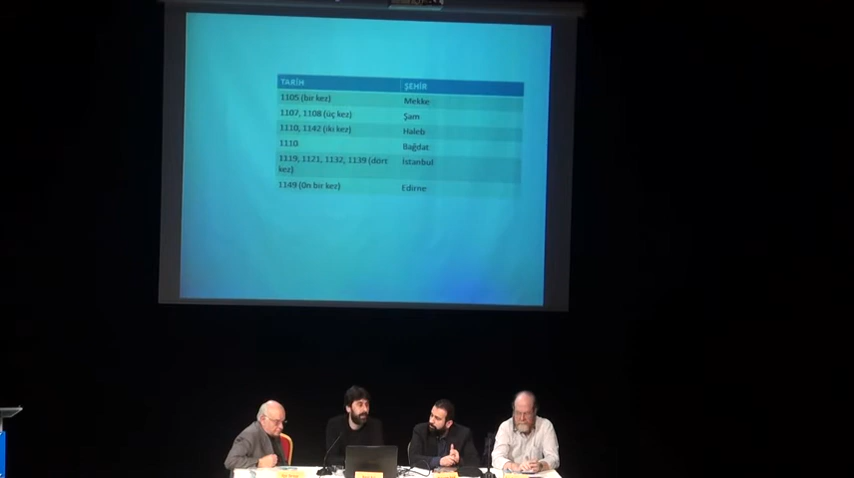 TARİH ŞEHİR
1105 (bir kez) Mekke
1107, 1108 (üç kez) Şam
1110, 1142 (iki kez) Haleb
1110 Bağdat
1119, 1121, 1132, 1139 (dört İstanbul
kez)
1149 (0n bir kez) Edirne